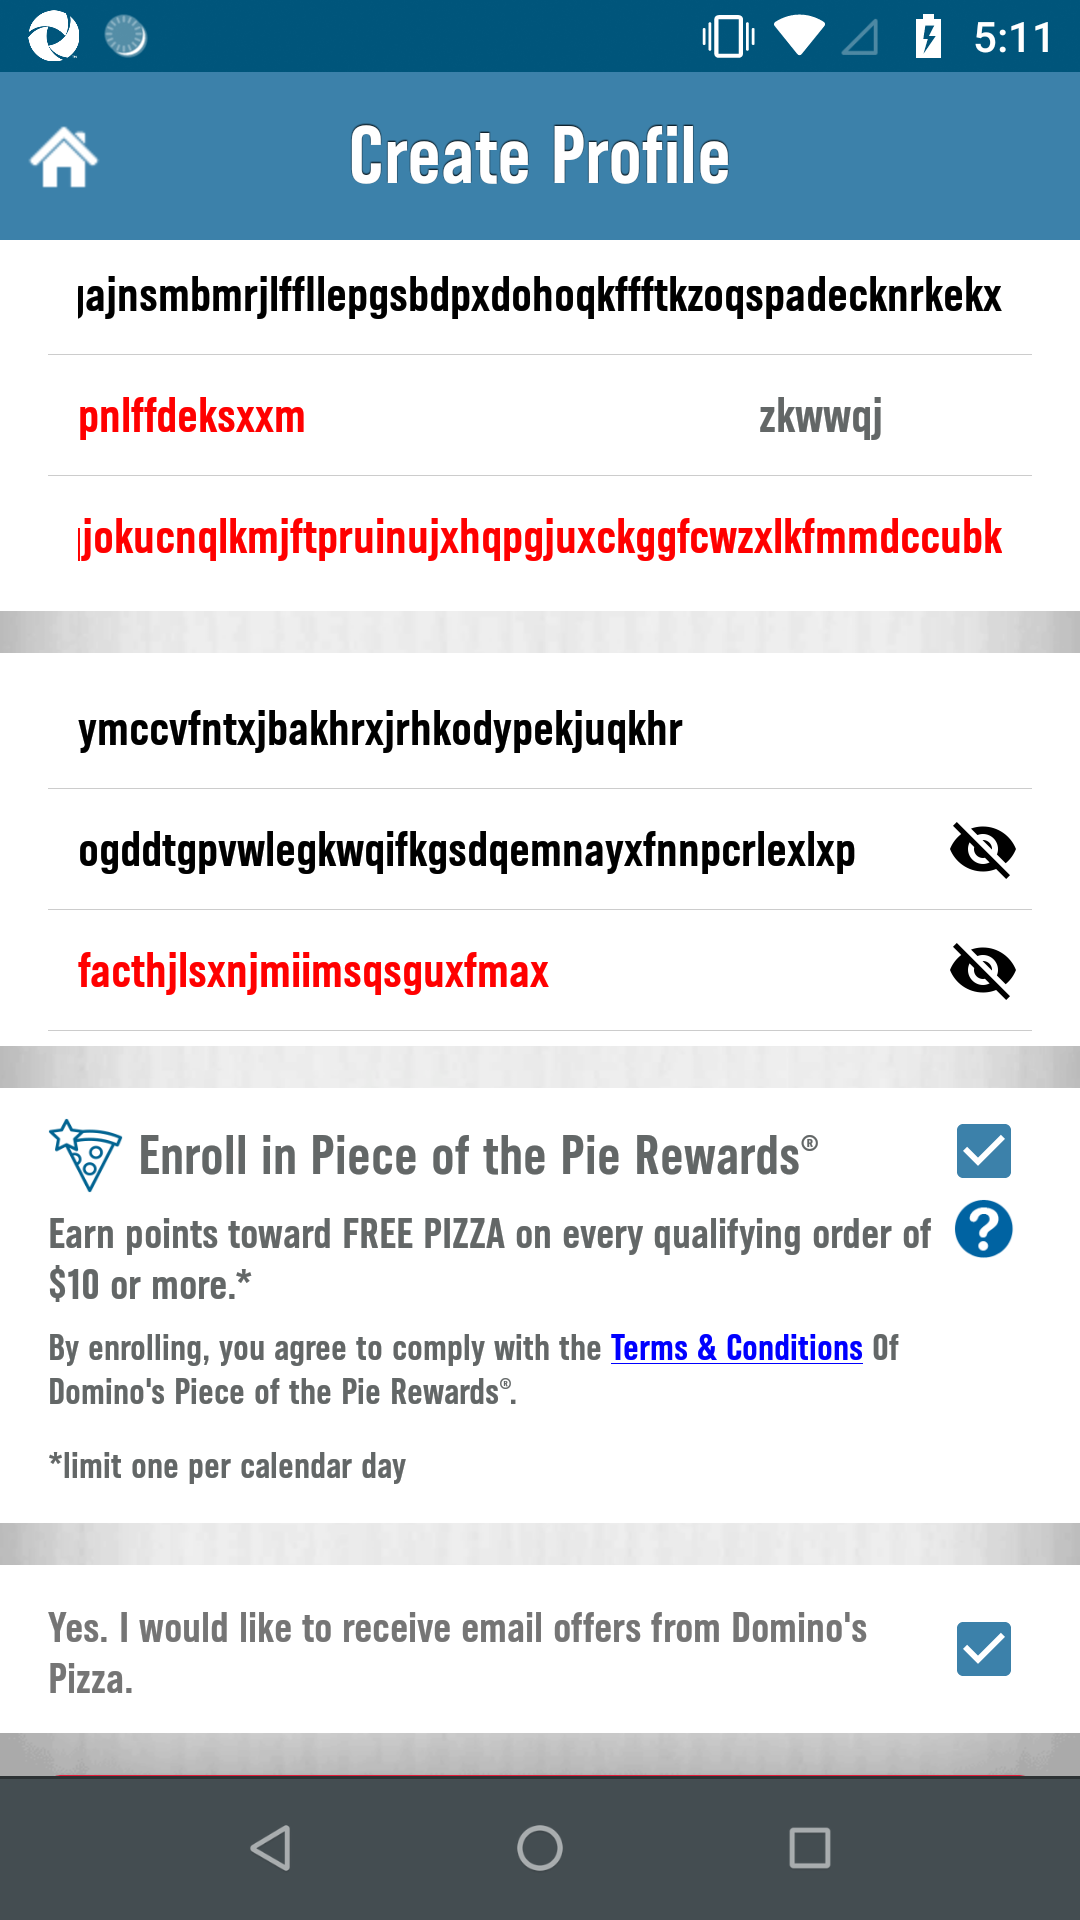 5:11
Create Profile
jajnsmbmrjlffllepgsbdpxdohoqkffftkzoqspadecknrkekx
pnlffdeksxxm zkwwqj
jokucnqlkmjftpruinujxhqpgjuxckggfcwzxlkfmmdccubk
ymccvfntxjbakhrxjrhkodypekjuqkhr
ogddtgpvwlegkwqifkgsdqemnayxfnnpcrlexlxp
facthjlsxnjmiimsqsguxfmax
Enroll in Piece of the Pie Rewards®
Earn points toward FREE PIZZA on every qualifying order of
$10 or more.*
By enrolling, you agree to comply with the Terms & Conditions Of
Domino's Piece of the Pie Rewards®.
*limit one per calendar day
Yes. I would like to receive email offers from Domino's
Pizza.